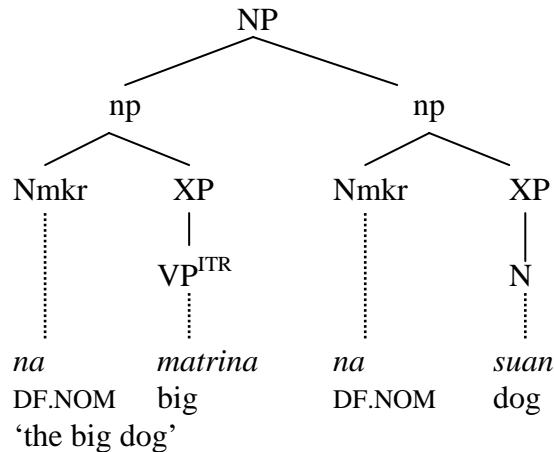 NP
np np
Nmkr XP Nmkr XP
VP^ITR N
na matrina na suan
DF.NOM big DF.NOM dog
‘the big dog’